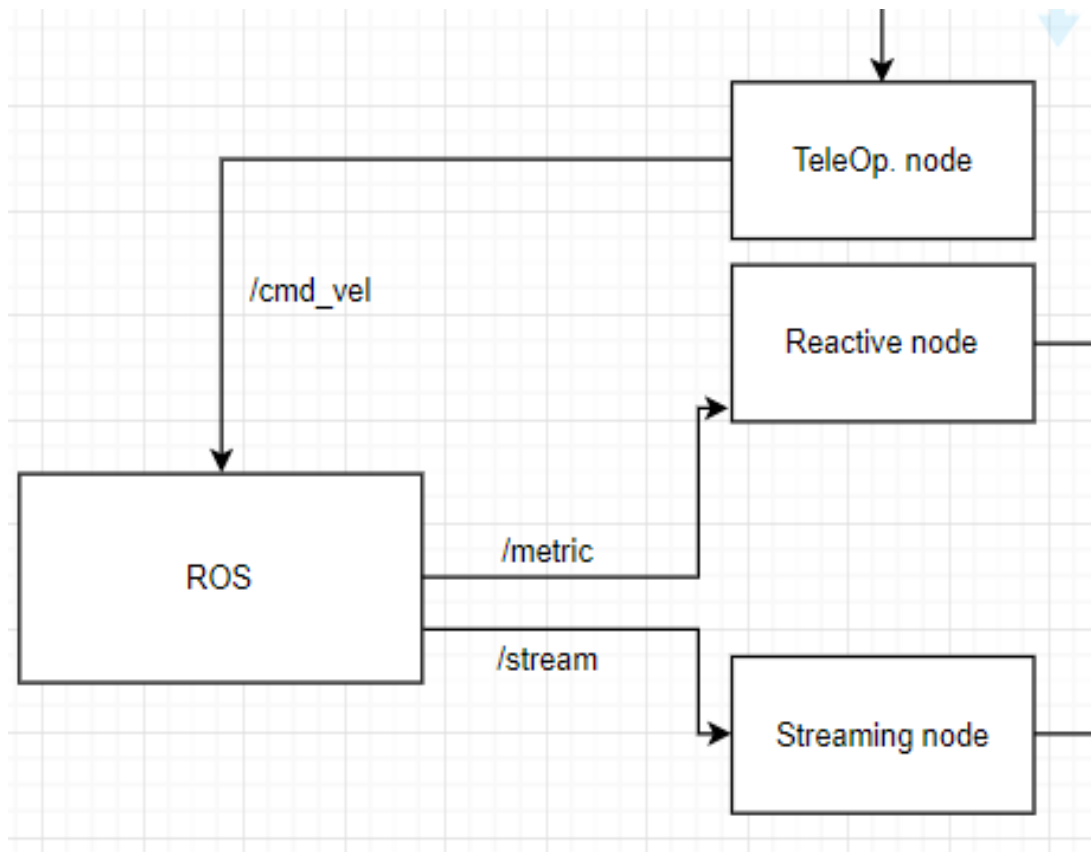 TeleOp. node
/cmd_vel
Reactive node
/metric
ROS
/stream
Streaming node